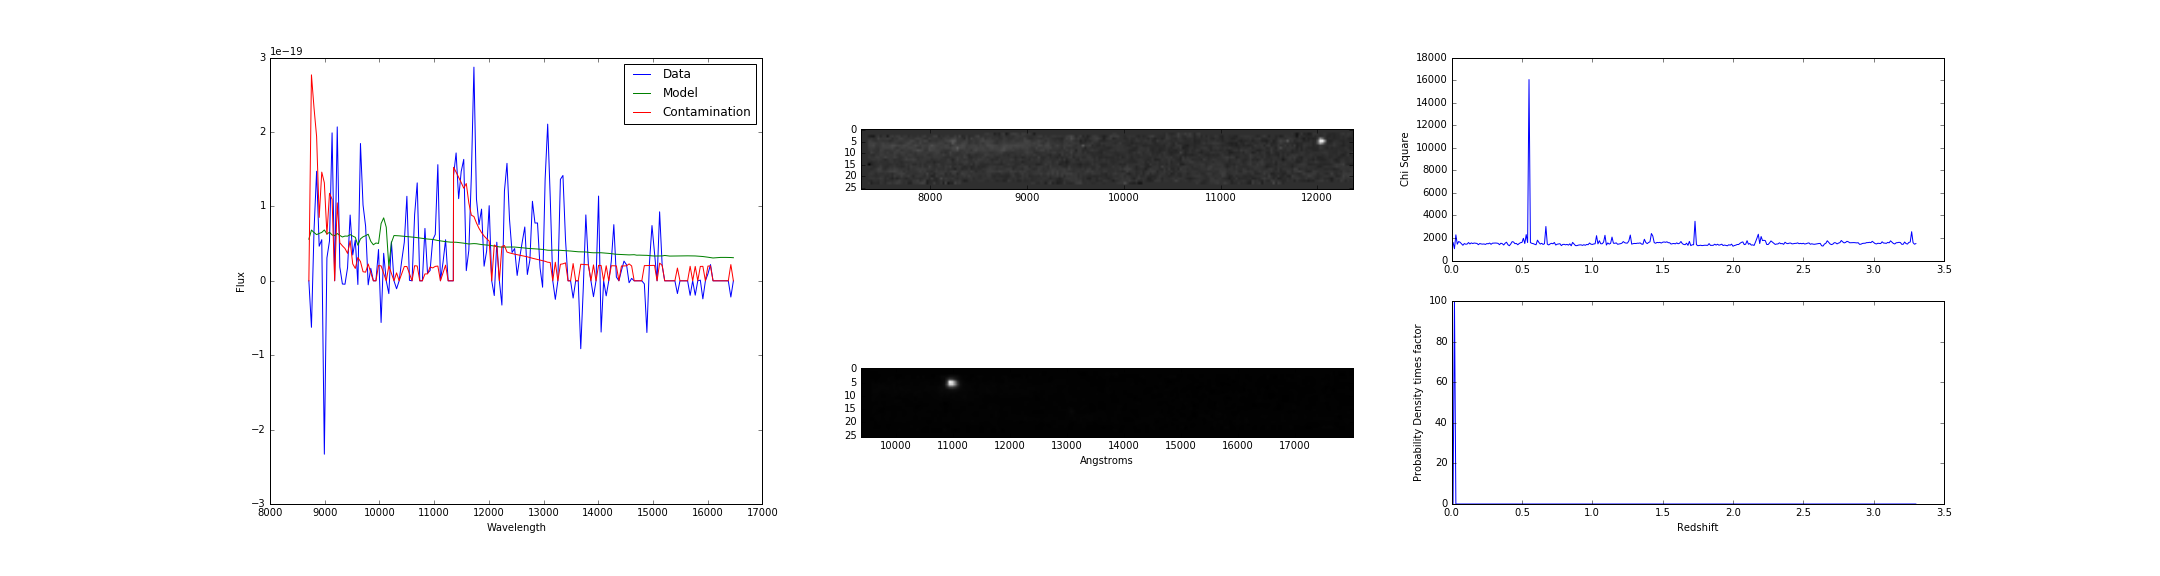 1e−19
3
2
1
0
−1
−2
−3
Flux
8000 9000 10000 11000 12000 13000 14000 15000 16000 17000
Wavelength
Data
Model
Contamination
0
5
10
15
20
25
8000 9000 10000 11000 12000
0
5
10
15
20
25
10000 11000 12000 13000 14000 15000 16000 17000
Angstroms
18000
16000
14000
12000
10000
8000
6000
4000
2000
0
Chi Square
0.0 0.5 1.0 1.5 2.0 2.5 3.0 3.5
100
80
60
40
20
0
Probability Density times factor
0.0 0.5 1.0 1.5 2.0 2.5 3.0 3.5
Redshift